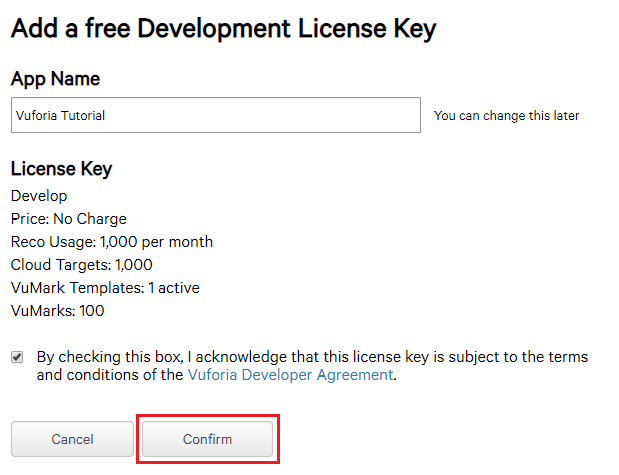 Add a free Development License Key
App Name
Vuforia Tutorial
You can change this later
License Key
Develop
Price: No Charge
Reco Usage: 1,000 per month
Cloud Targets: 1,000
VuMark Templates: 1 active
VuMarks: 100
By checking this box, I acknowledge that this license key is subject to the terms
and conditions of the Vuforia Developer Agreement.
Cancel
Confirm